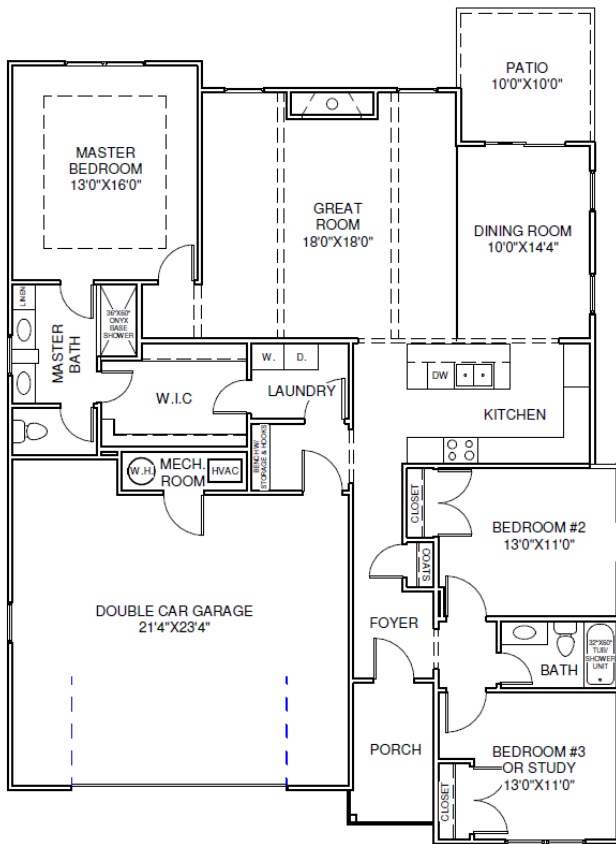 PATIO
10'0"X10'0"
MASTER
BEDROOM
13'0"X16'0"
GREAT
ROOM
18'0"X18'0"
DINING ROOM
10'0"X14'4"
LINEN
36"X60"
ONYX
BASE
SHOWER
MASTER
BATH
W.I.C
W.
D.
LAUNDRY
DW
KITCHEN
BENCH W/
STORAGE & HOOKS
W.H.
MECH.
ROOM
HVAC
CLOSET
BEDROOM #2
13'0"X11'0"
COATS
DOUBLE CAR GARAGE
21'4"X23'4"
FOYER
32"X60"
TUB/
SHOWER
UNIT
BATH
PORCH
BEDROOM #3
OR STUDY
13'0"X11'0"
CLOSET